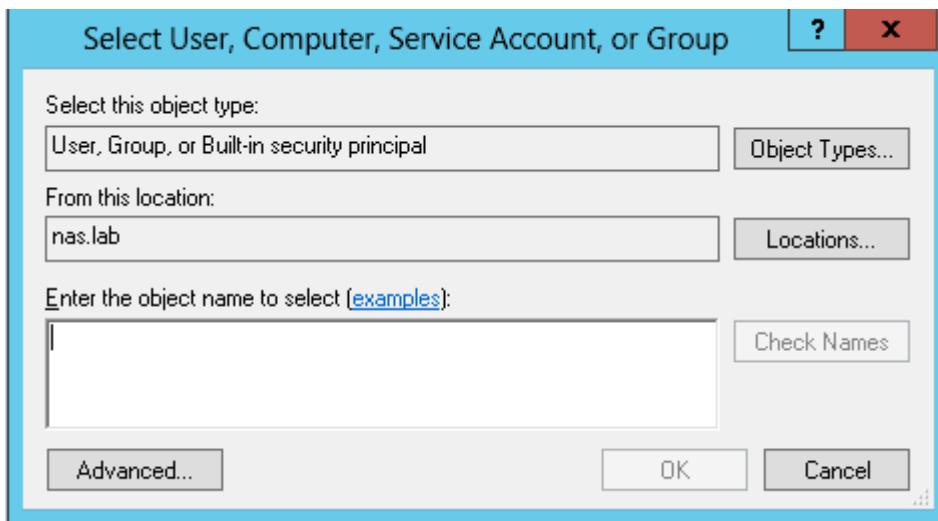 Select User, Computer, Service Account, or Group
? x
Select this object type:
User, Group, or Built-in security principal
Object Types...
From this location:
nas.lab
Locations...
Enter the object name to select (examples):
Check Names
Advanced...
OK
Cancel